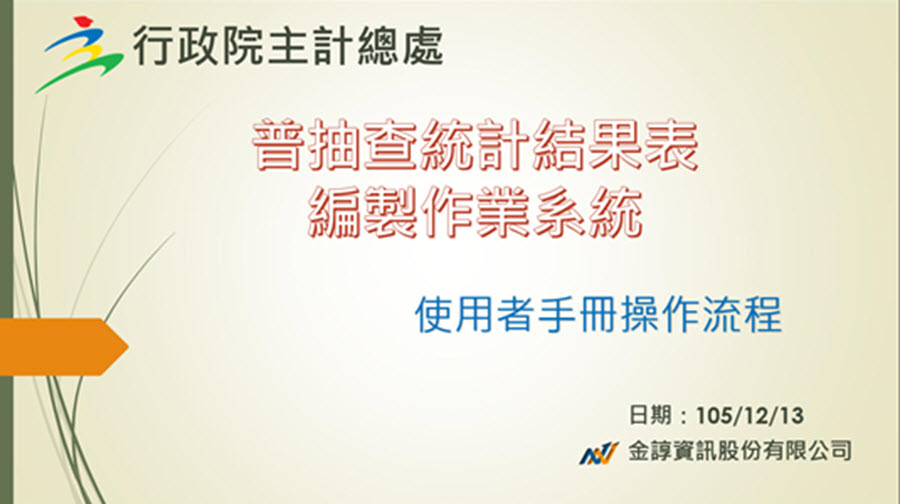 行政院主計總處
普抽查統計結果表
編製作業系統
使用者手冊操作流程
日期：105/12/13
金諄資訊股份有限公司